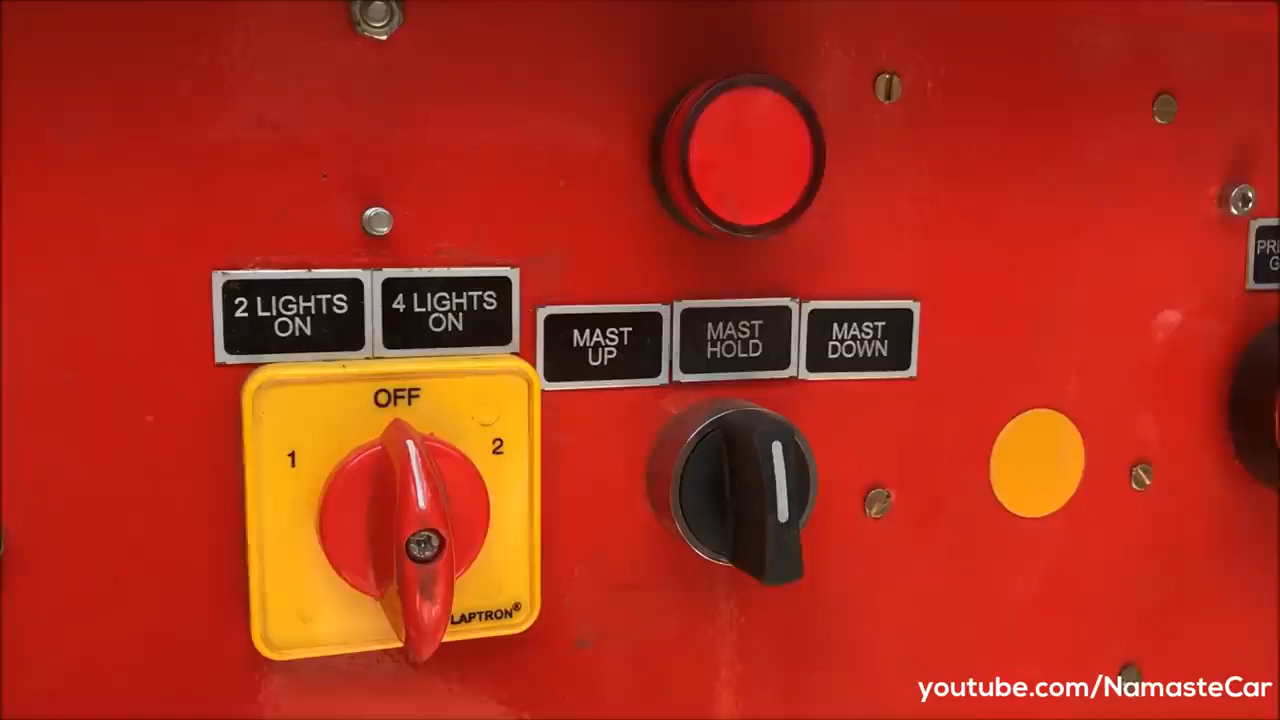 2 LIGHTS
ON
4 LIGHTS
ON
MAST
UP
MAST
HOLD
MAST
DOWN
OFF
1
2
LAPTRON®
youtube.com/NamasteCar